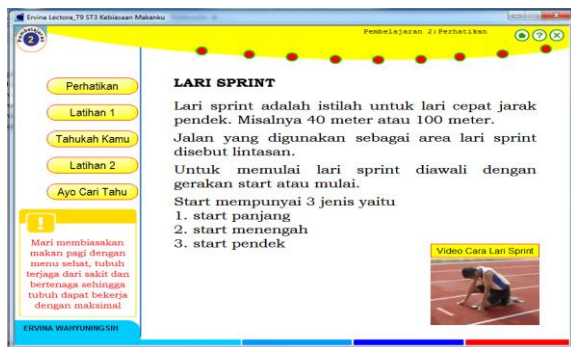 Ervina Lectora_T9 ST3 Kebiasaan Makanku
Pembelajaran
2
Pembelajaran 2:Perhatikan
Perhatikan
Latihan 1
Tahukah Kamu
Latihan 2
Ayo Cari Tahu
!
Mari membiasakan
makan pagi dengan
menu sehat, tubuh
terjaga dari sakit dan
bertenaga sehingga
tubuh dapat bekerja
dengan maksimal
ERVINA WAHYUNINGSIH
LARI SPRINT
Lari sprint adalah istilah untuk lari cepat jarak
pendek. Misalnya 40 meter atau 100 meter.
Jalan yang digunakan sebagai area lari sprint
disebut lintasan.
Untuk memulai lari sprint diawali dengan
gerakan start atau mulai.
Start mempunyai 3 jenis yaitu
1. start panjang
2. start menengah
3. start pendek
Video Cara Lari Sprint